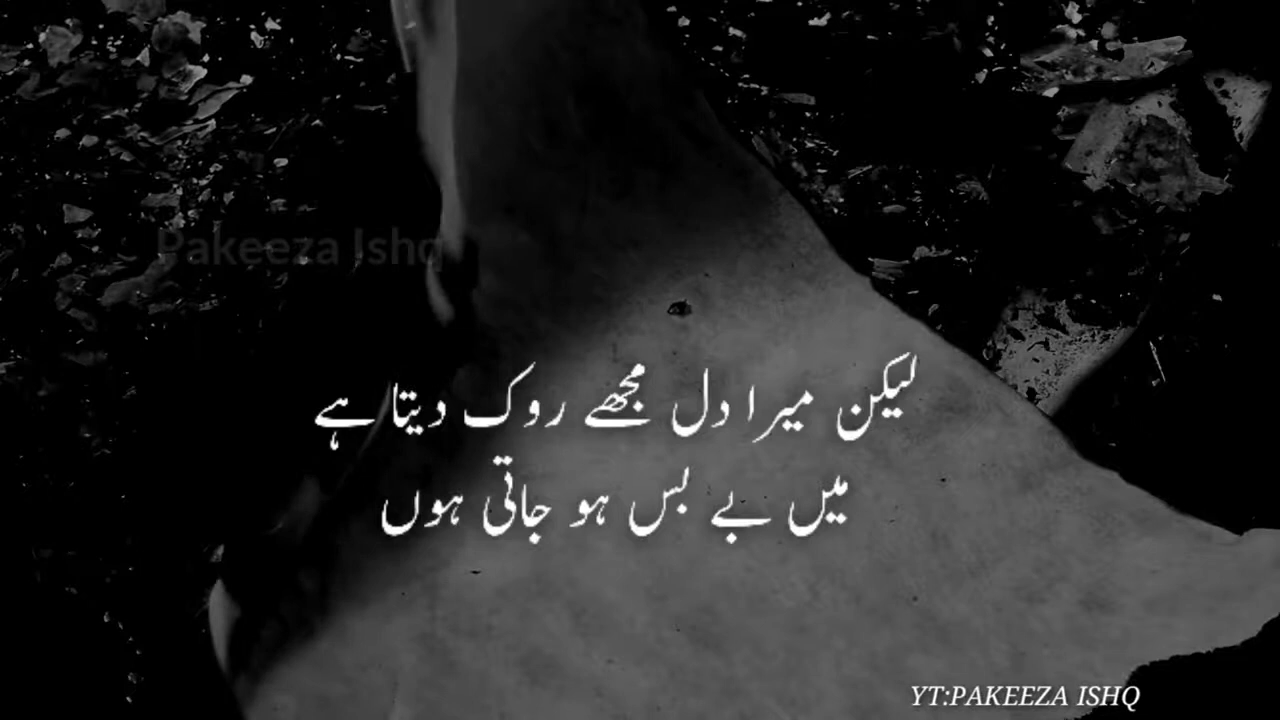 Pakeeza Ishq
لیکن میرا دل مجھے روک دیتا ہے
میں بے بس ہو جاتی ہوں
YT:PAKEEZA ISHQ